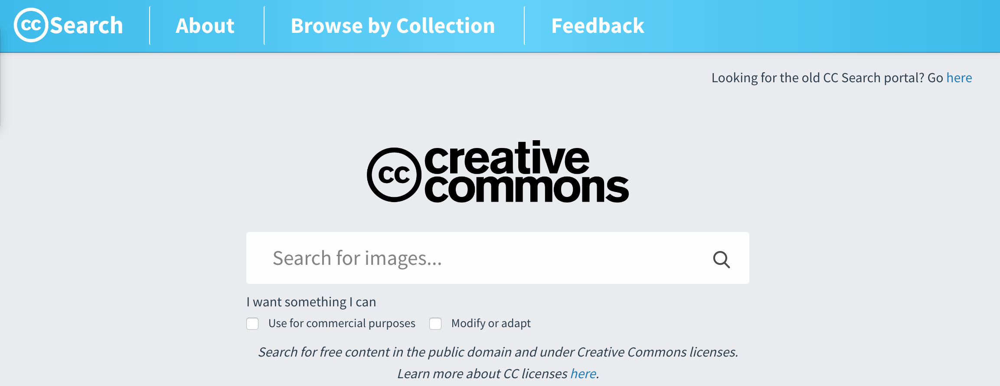 cc Search About Browse by Collection Feedback
Looking for the old CC Search portal? Go here
cc creative
commons
Search for images...
I want something I can
Use for commercial purposes Modify or adapt
Search for free content in the public domain and under Creative Commons licenses.
Learn more about CC licenses here.